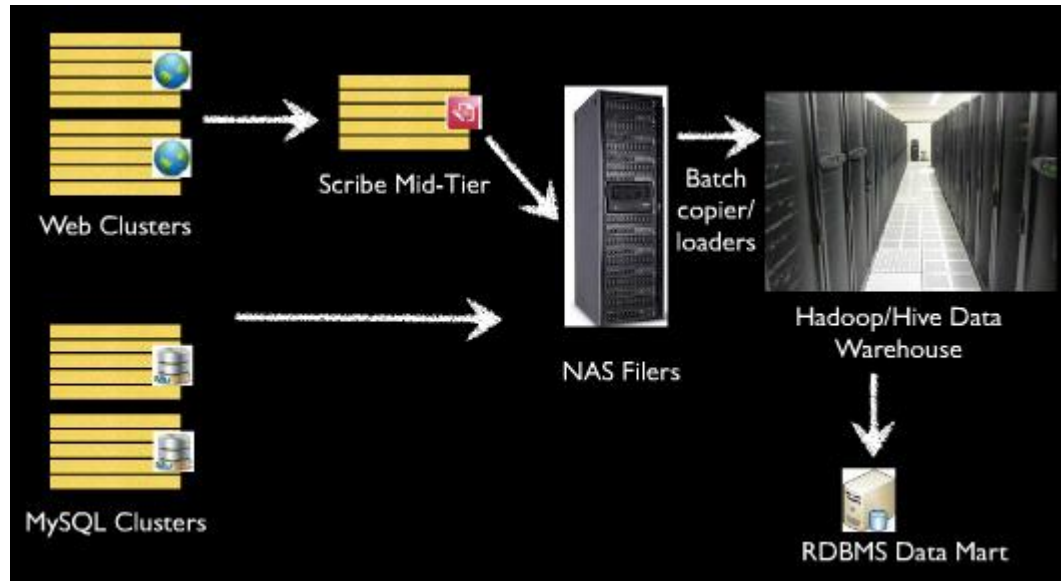 Web Clusters
Scribe Mid-Tier
Batch
copier/
loaders
NAS Filers
Hadoop/Hive Data
Warehouse
MySQL Clusters
RDBMS Data Mart